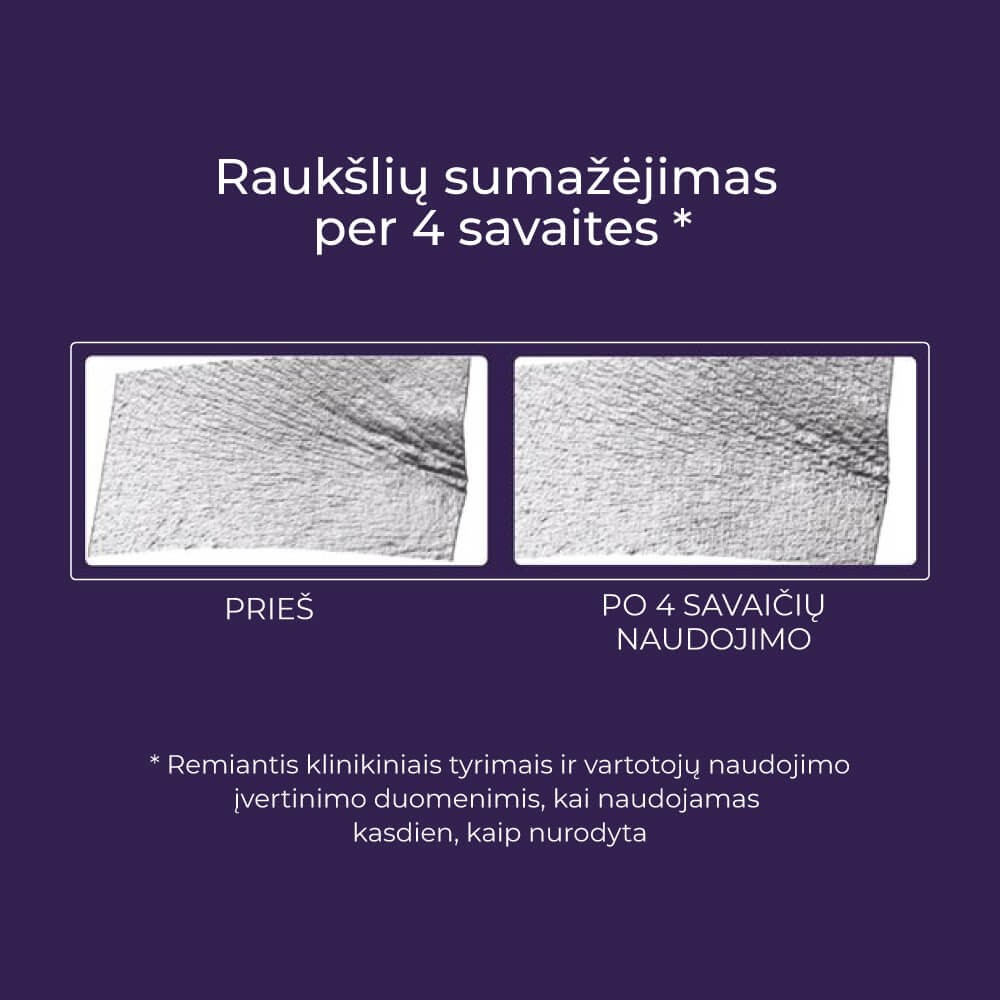 Raukšlių sumažėjimas
per 4 savaites *
PRIEŠ
PO 4 SAVAIČIŲ
NAUDOJIMO
* Remiantis klinikiniais tyrimais ir vartotojų naudojimo
įvertinimo duomenimis, kai naudojamas
kasdien, kaip nurodyta